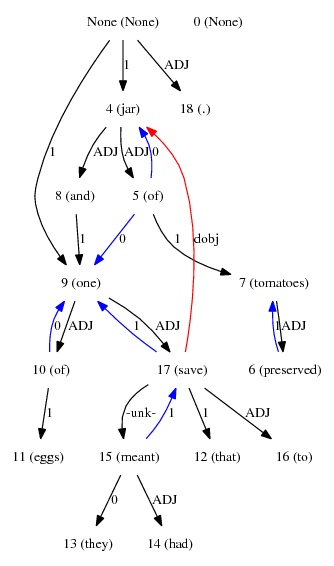 None (None) 0 (None)
1 ADJ
4 (jar) 18 (.)
1 ADJ ADJ 0
8 (and) 5 (of)
1 0 1 dobj
9 (one) 7 (tomatoes)
0 ADJ 1 ADJ 1 ADJ
10 (of) 17 (save) 6 (preserved)
1 -unk- 1 1 ADJ
11 (eggs) 15 (meant) 12 (that) 16 (to)
0 ADJ
13 (they) 14 (had)